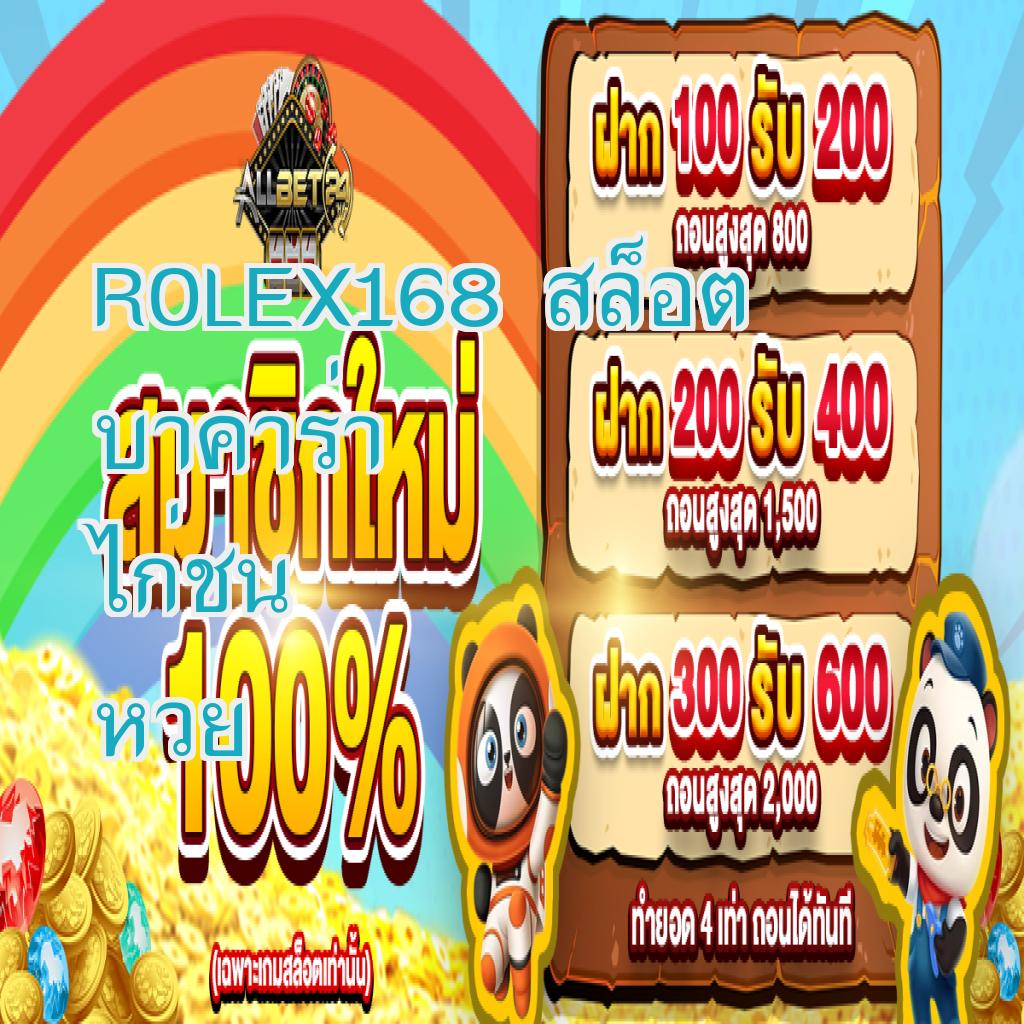 ALLBET24
ROLEX168 สล็อต
บาคาร่า
ไก่ชน
หวย
สมาชิกใหม่
100%
(เฉพาะเกมสล็อตเท่านั้น)
ฝาก 100 รับ 200
ถอนสูงสุด 800
ฝาก 200 รับ 400
ถอนสูงสุด 1,500
ฝาก 300 รับ 600
ถอนสูงสุด 2,000
ทำยอด 4 เท่า ถอนได้ทันที